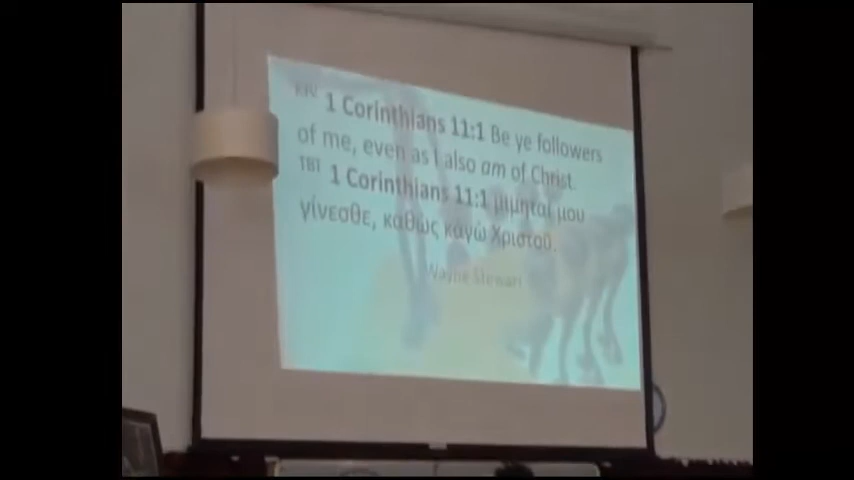 KJV 1 Corinthians 11:1 Be ye followers
of me, even as I also am of Christ.
TBT 1 Corinthians 11:1 μιμηταί μου
γίνεσθε, καθὼς κἀγὼ Χριστοῦ.
Wayne Stewart